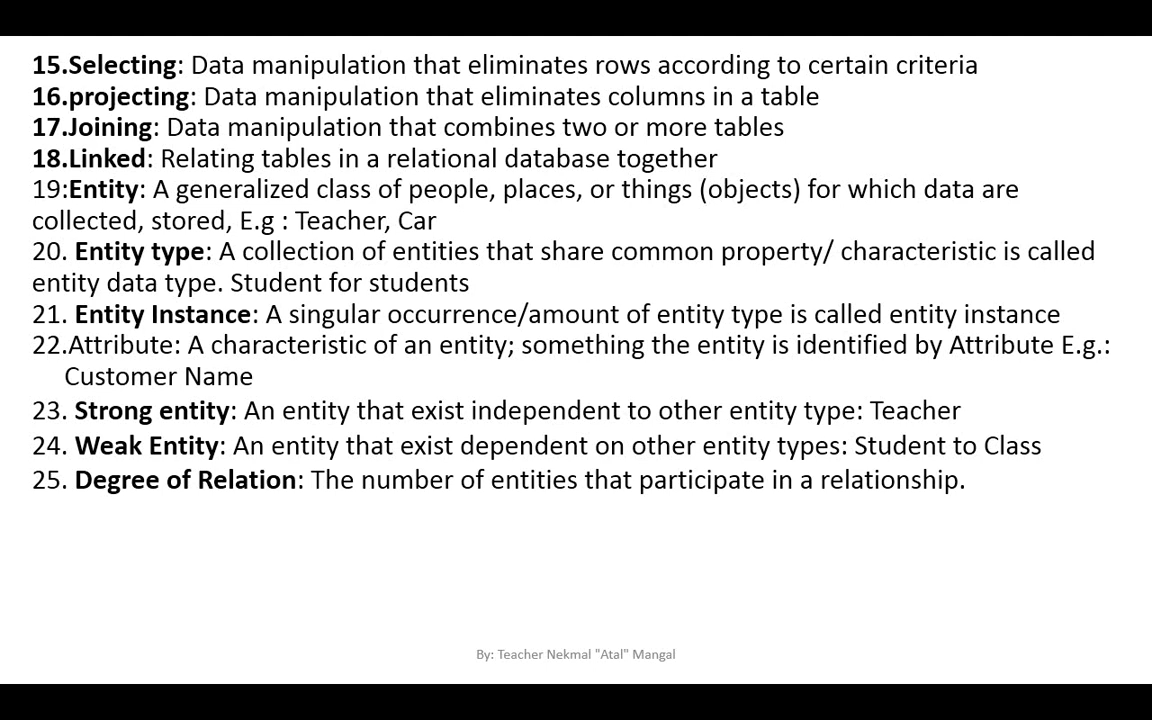 15.Selecting: Data manipulation that eliminates rows according to certain criteria
16.projecting: Data manipulation that eliminates columns in a table
17.Joining: Data manipulation that combines two or more tables
18.Linked: Relating tables in a relational database together
19:Entity: A generalized class of people, places, or things (objects) for which data are
collected, stored, E.g : Teacher, Car
20. Entity type: A collection of entities that share common property/ characteristic is called
entity data type. Student for students
21. Entity Instance: A singular occurrence/amount of entity type is called entity instance
22.Attribute: A characteristic of an entity; something the entity is identified by Attribute E.g.:
Customer Name
23. Strong entity: An entity that exist independent to other entity type: Teacher
24. Weak Entity: An entity that exist dependent on other entity types: Student to Class
25. Degree of Relation: The number of entities that participate in a relationship.
By: Teacher Nekmal "Atal" Mangal